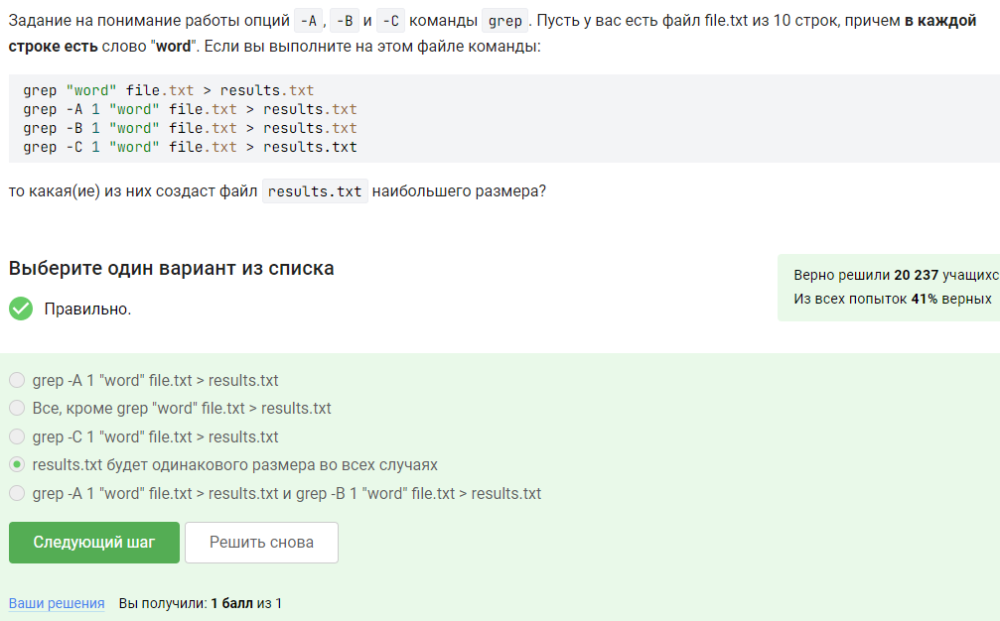 Задание на понимание работы опций -A, -B и -C команды grep. Пусть у вас есть файл file.txt из 10 строк, причем в каждой
строке есть слово "word". Если вы выполните на этом файле команды:
grep "word" file.txt > results.txt
grep -A 1 "word" file.txt > results.txt
grep -B 1 "word" file.txt > results.txt
grep -C 1 "word" file.txt > results.txt
то какая(ие) из них создаст файл results.txt наибольшего размера?
Выберите один вариант из списка
Правильно.
Верно решили 20 237 учащихс
Из всех попыток 41% верных
grep -A 1 "word" file.txt > results.txt
Все, кроме grep "word" file.txt > results.txt
grep -C 1 "word" file.txt > results.txt
results.txt будет одинакового размера во всех случаях
grep -A 1 "word" file.txt > results.txt и grep -B 1 "word" file.txt > results.txt
Следующий шаг Решить снова
Ваши решения Вы получили: 1 балл из 1